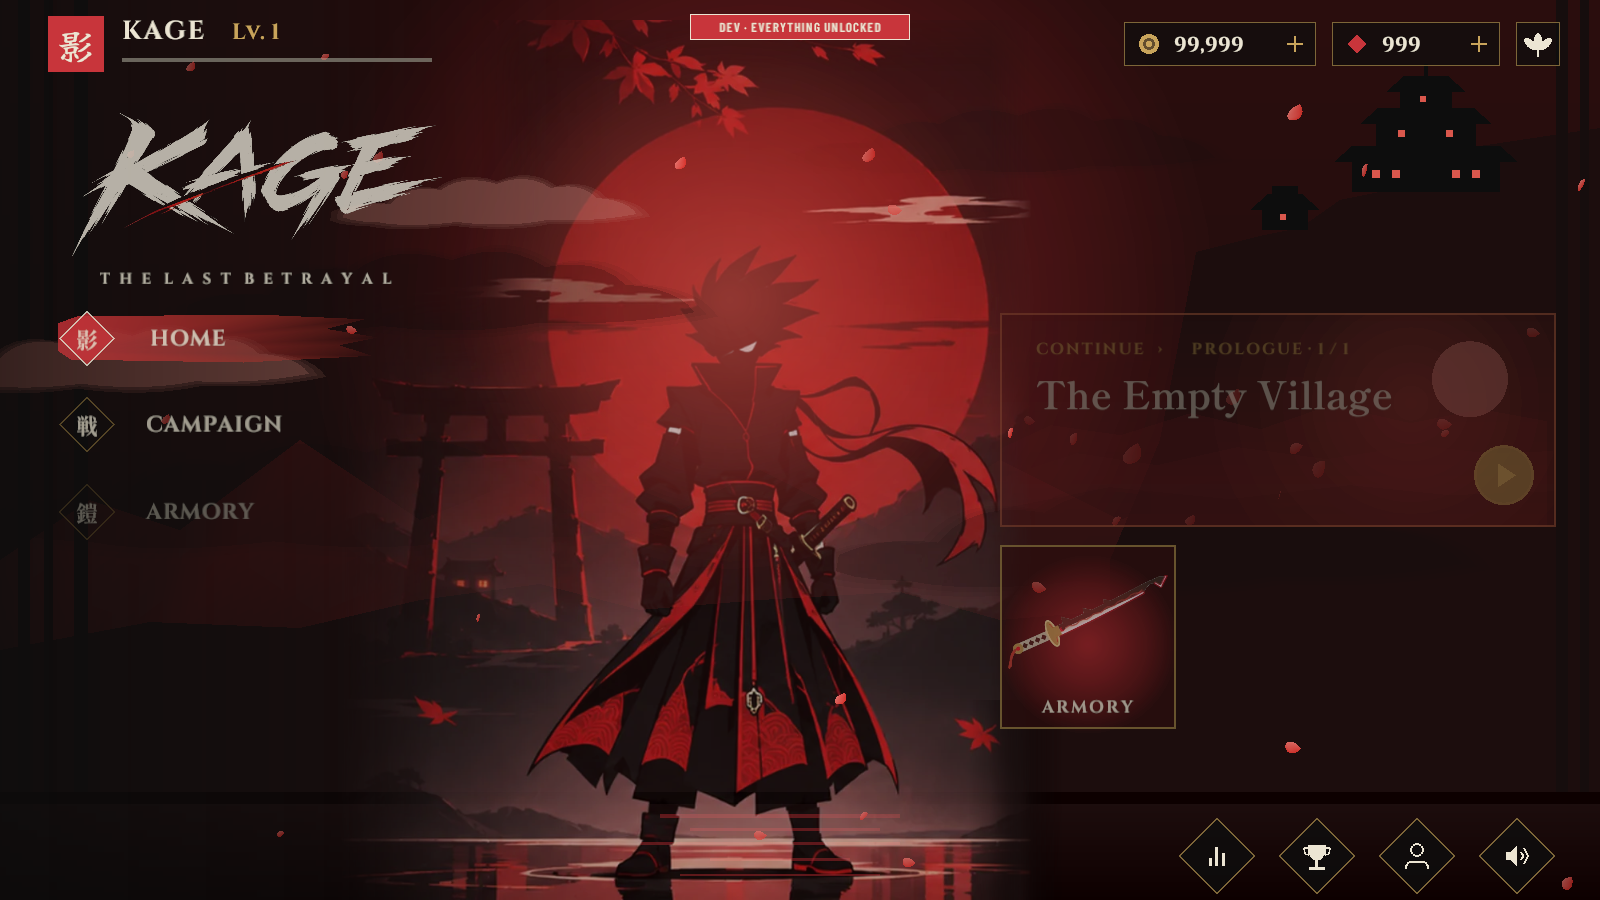 影 KAGE Lv. 1
DEV · EVERYTHING UNLOCKED
99,999 +
999 +
KAGE
THE LAST BETRAYAL
影 HOME
戦 CAMPAIGN
鎧 ARMORY
CONTINUE › PROLOGUE · 1 / 1
The Empty Village
ARMORY